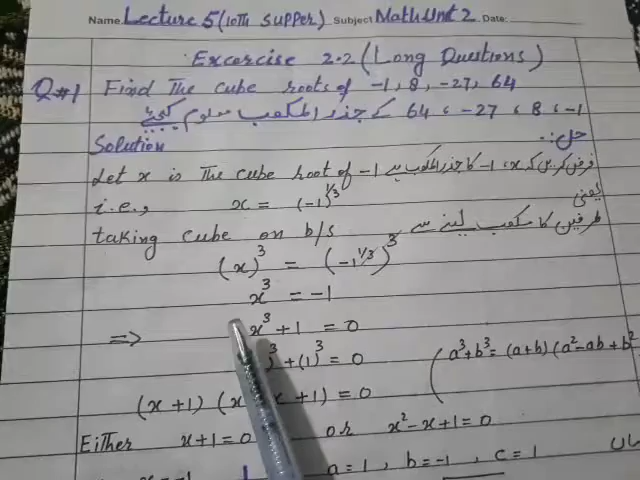 Name Lecture 5(10th supper) Subject Math Unit 2 Date:
Excercise 2.2 (Long Questions)
Q#1 Find The cube roots of -1, 8, -27, 64
64 ، -27 ، 8 ، -1 کے جذر المکعب معلوم کیجئے
Solution حل:
Let x is The cube root of -1 فرض کریں کہ x، -1 کا جذر المکعب ہے
i.e., x = (-1)^1/3 یعنی
taking cube on b/s طرفین کا مکعب لینے سے
(x)^3 = (-1^1/3)^3
x^3 = -1
=> x^3 + 1 = 0
)^3 + (1)^3 = 0 (a^3+b^3 = (a+b)(a^2-ab+b^2
(x+1) (x + 1) = 0
Either x+1 = 0 or x^2 - x + 1 = 0
a = 1, b = -1, c = 1